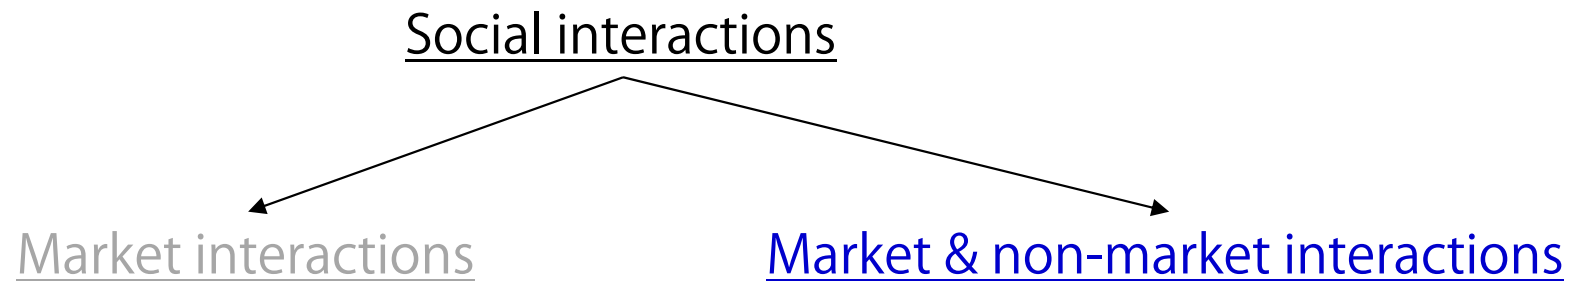 Social interactions
Market interactions
Market & non-market interactions